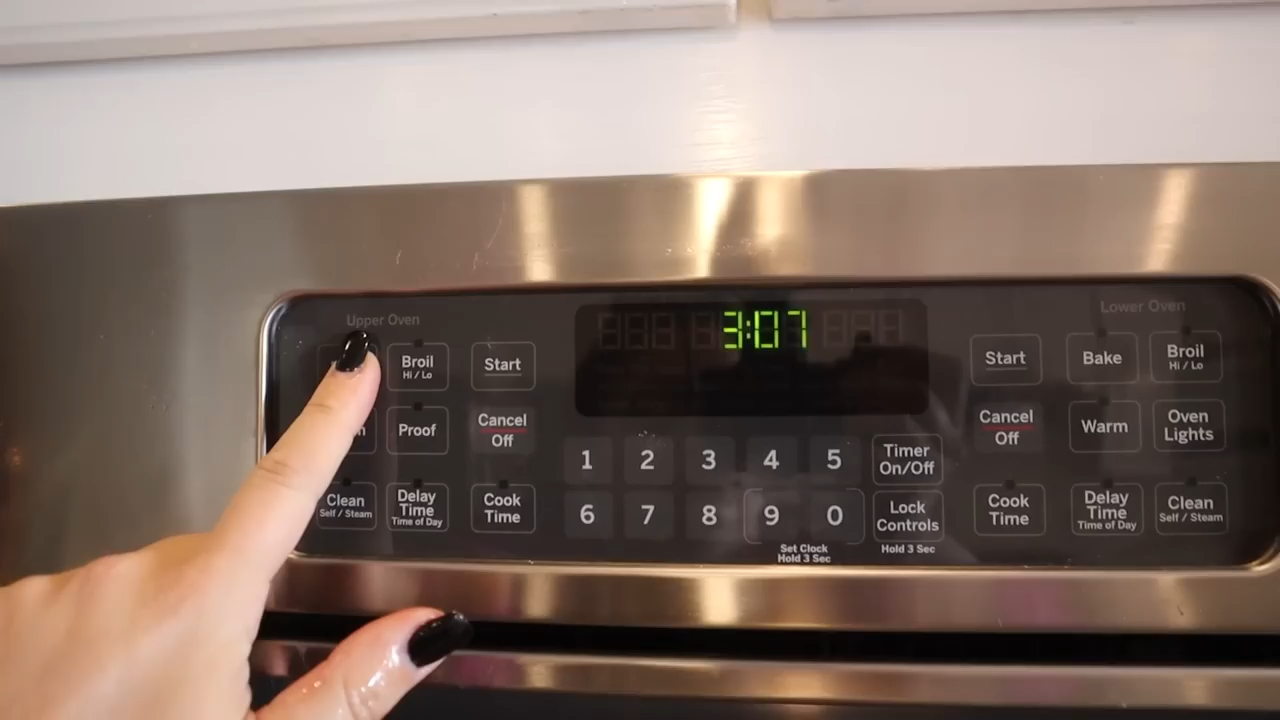 Upper Oven
Broil
Hi / Lo
Start
Proof
Cancel
Off
Clean
Self / Steam
Delay
Time
Time of Day
Cook
Time
3:07
1 2 3 4 5
6 7 8 9 0
Set Clock
Hold 3 Sec
Timer
On/Off
Lock
Controls
Hold 3 Sec
Lower Oven
Start
Bake
Broil
Hi / Lo
Cancel
Off
Warm
Oven
Lights
Cook
Time
Delay
Time
Time of Day
Clean
Self / Steam